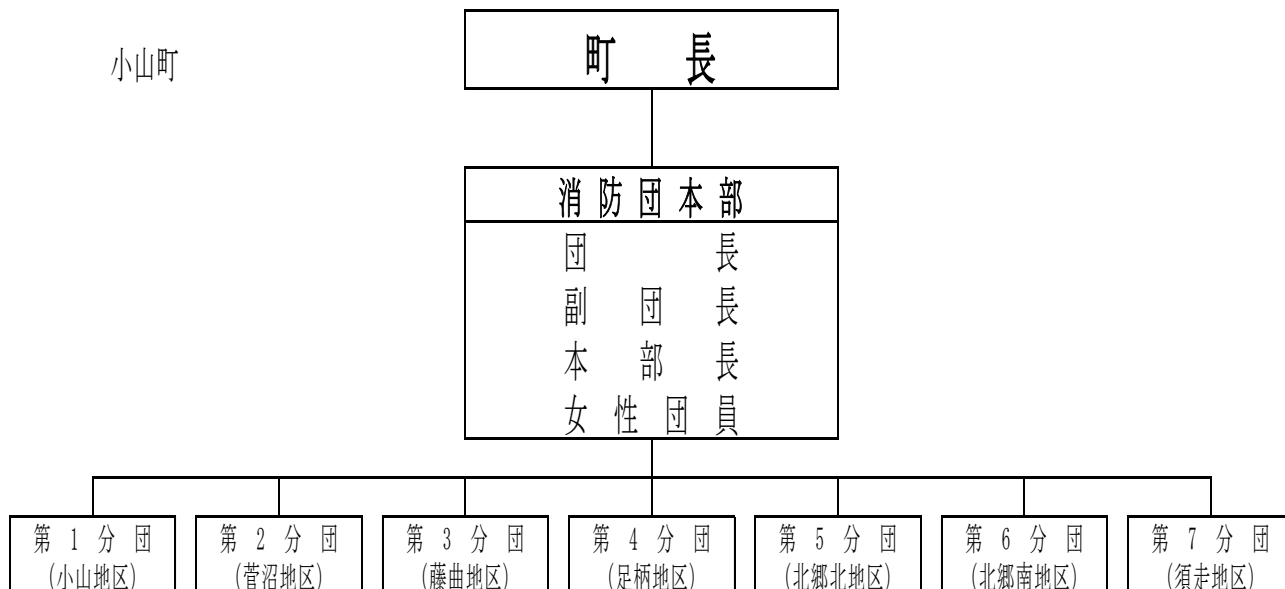 小山町
町長
消防団本部
団長
副団長
本部長
女性団員
第1分団
(小山地区)
第2分団
(菅沼地区)
第3分団
(藤曲地区)
第4分団
(足柄地区)
第5分団
(北郷北地区)
第6分団
(北郷南地区)
第7分団
(須走地区)